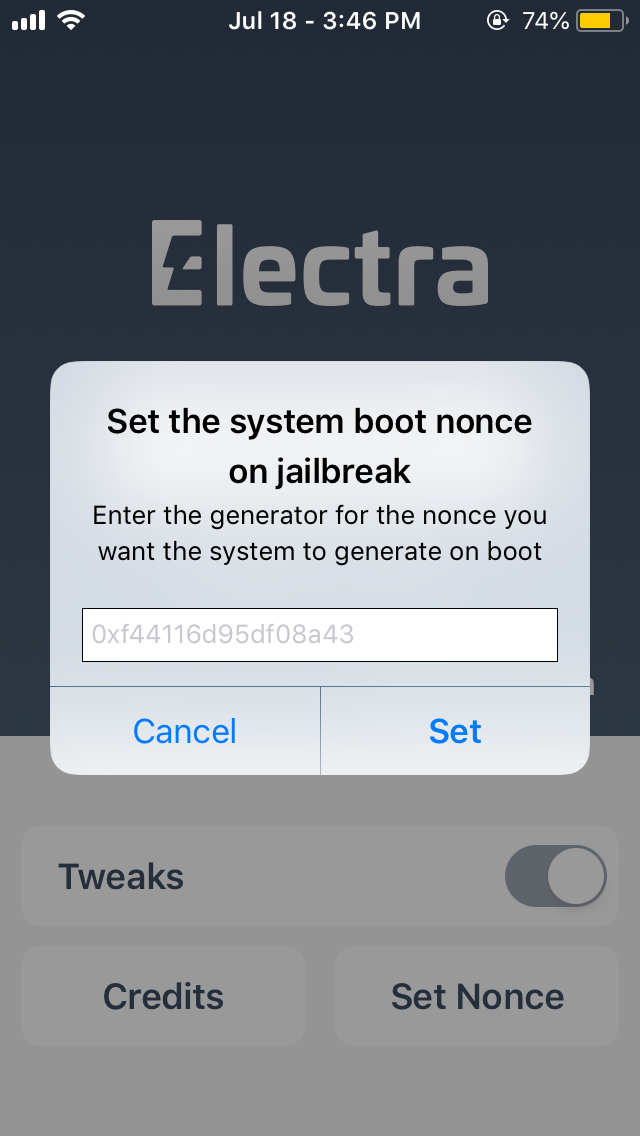 Jul 18 - 3:46 PM
74%
Electra
Set the system boot nonce
on jailbreak
Enter the generator for the nonce you
want the system to generate on boot
0xf44116d95df08a43
Cancel
Set
Tweaks
Credits
Set Nonce